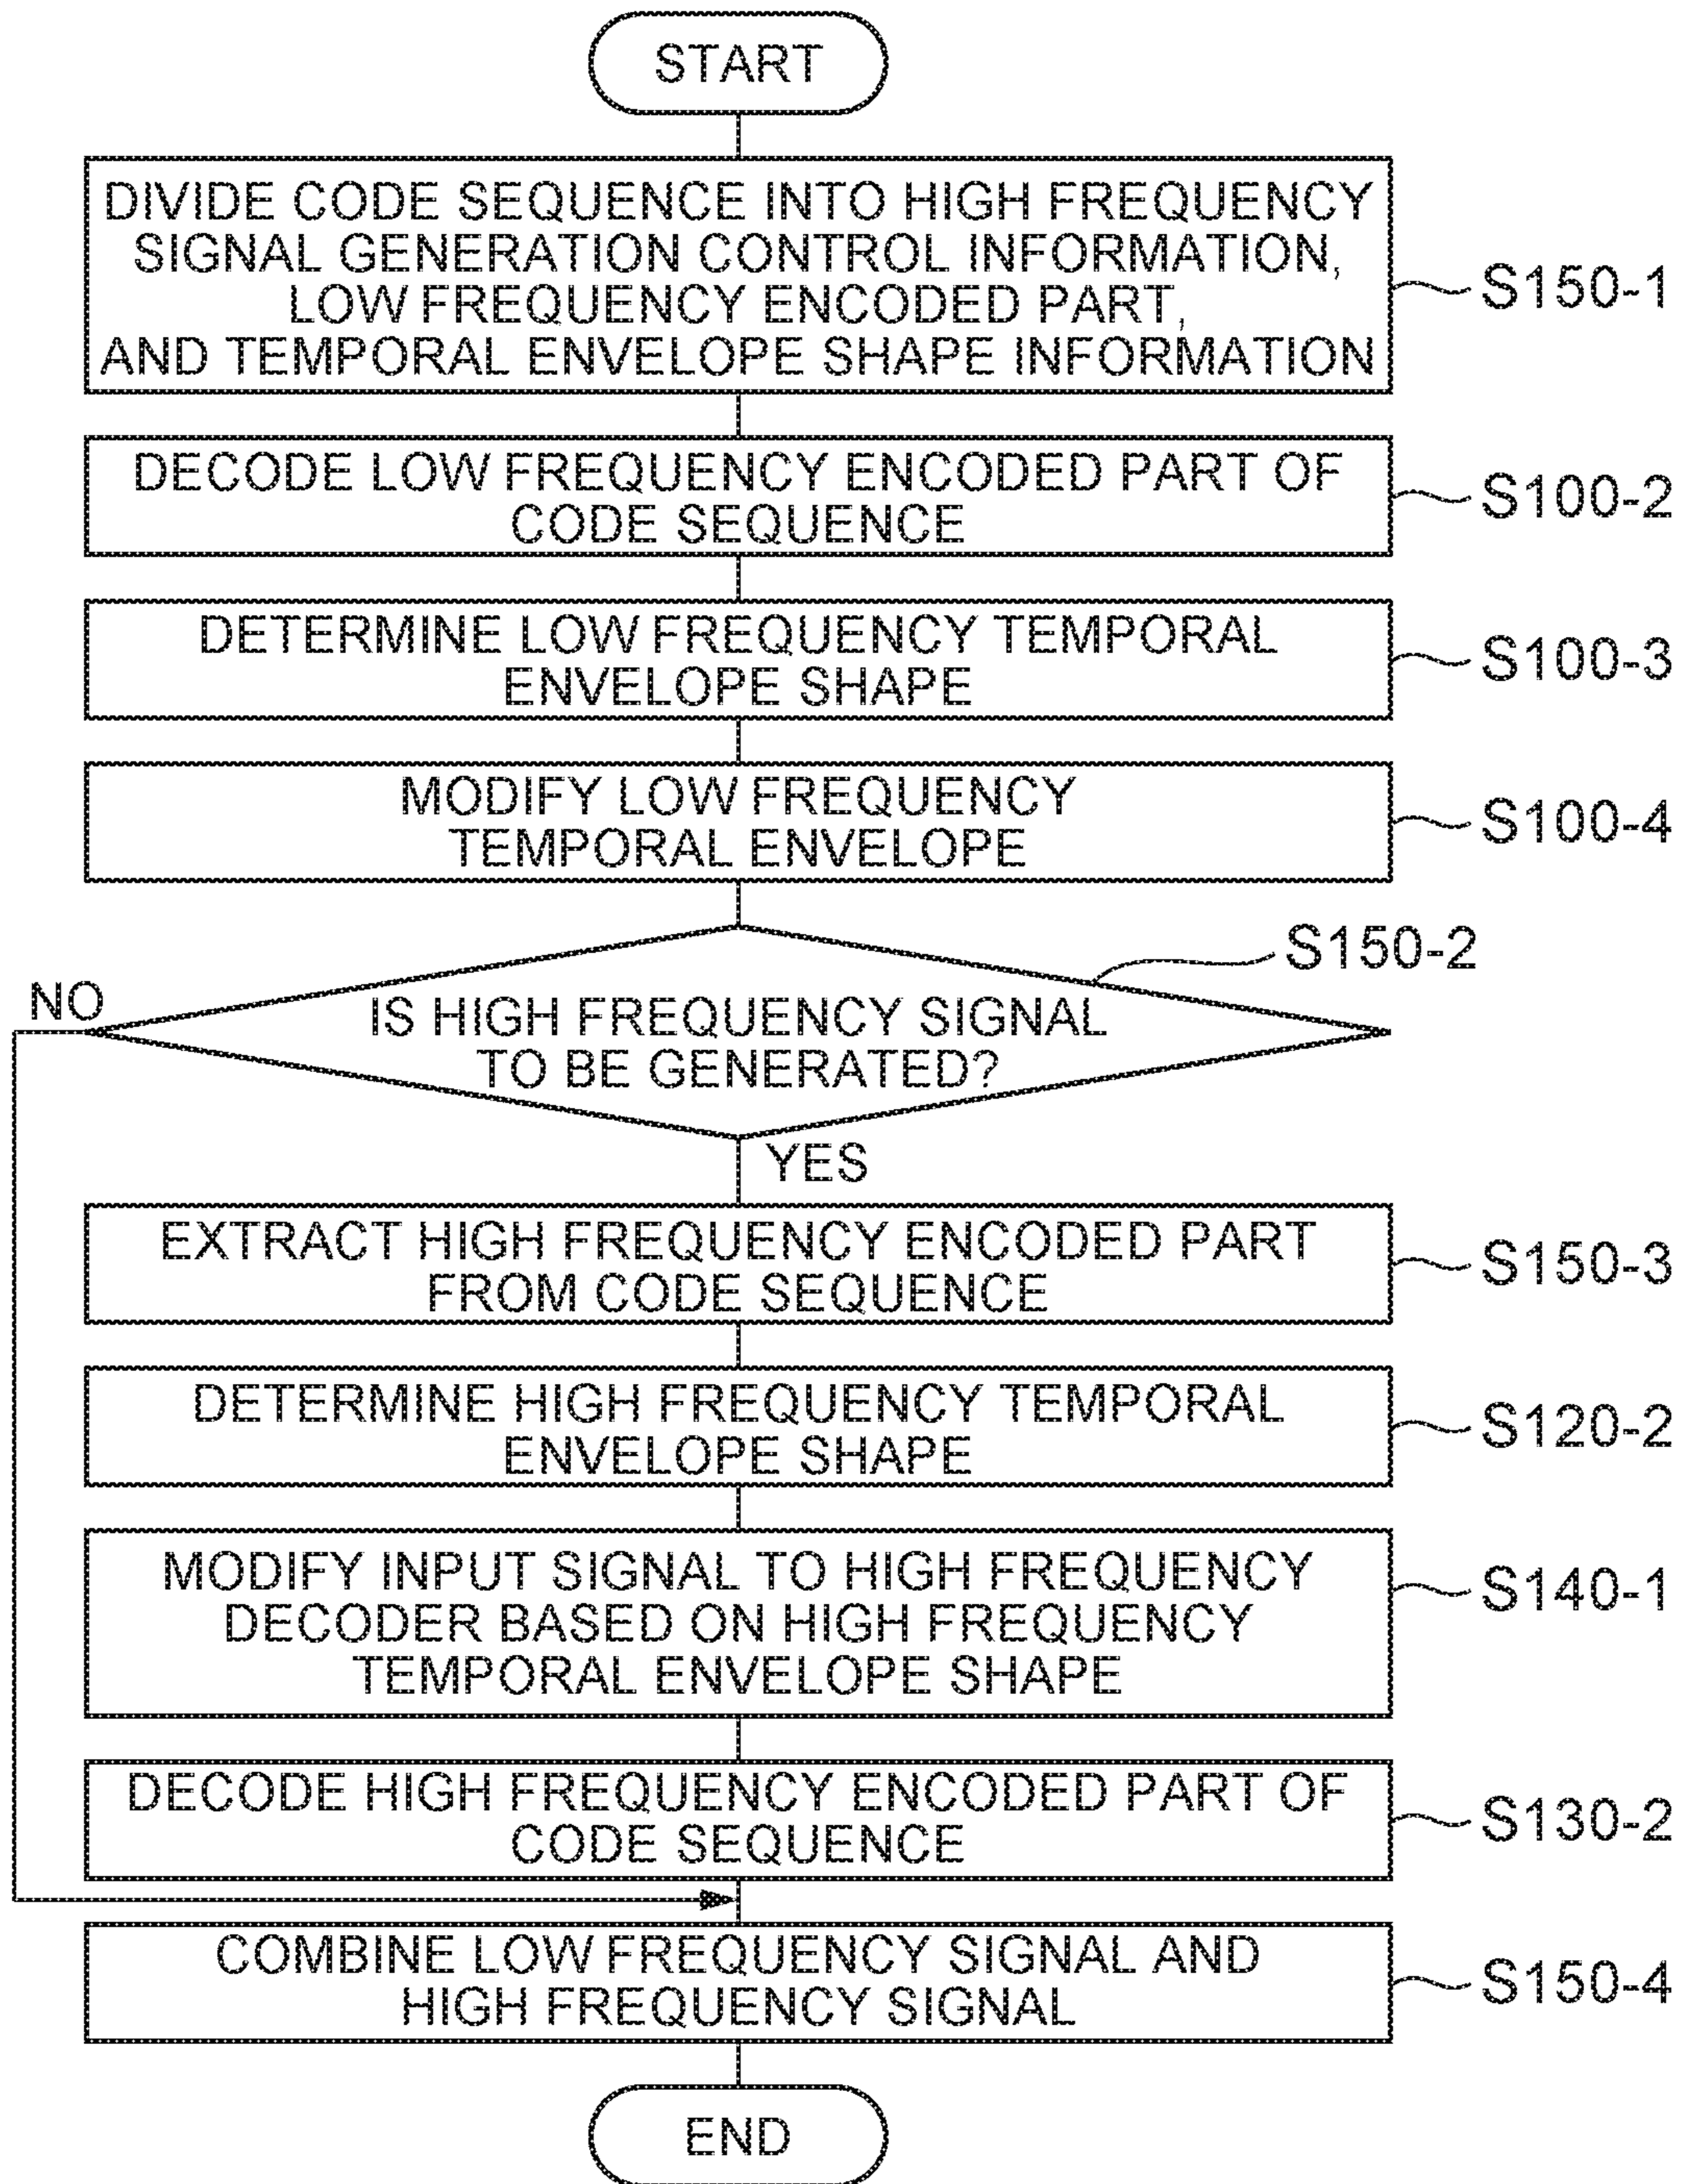 START
DIVIDE CODE SEQUENCE INTO HIGH FREQUENCY
SIGNAL GENERATION CONTROL INFORMATION,
LOW FREQUENCY ENCODED PART,
AND TEMPORAL ENVELOPE SHAPE INFORMATION
S150-1
DECODE LOW FREQUENCY ENCODED PART OF
CODE SEQUENCE
S100-2
DETERMINE LOW FREQUENCY TEMPORAL
ENVELOPE SHAPE
S100-3
MODIFY LOW FREQUENCY
TEMPORAL ENVELOPE
S100-4
S150-2
NO
IS HIGH FREQUENCY SIGNAL
TO BE GENERATED?
YES
EXTRACT HIGH FREQUENCY ENCODED PART
FROM CODE SEQUENCE
S150-3
DETERMINE HIGH FREQUENCY TEMPORAL
ENVELOPE SHAPE
S120-2
MODIFY INPUT SIGNAL TO HIGH FREQUENCY
DECODER BASED ON HIGH FREQUENCY
TEMPORAL ENVELOPE SHAPE
S140-1
DECODE HIGH FREQUENCY ENCODED PART OF
CODE SEQUENCE
S130-2
COMBINE LOW FREQUENCY SIGNAL AND
HIGH FREQUENCY SIGNAL
S150-4
END